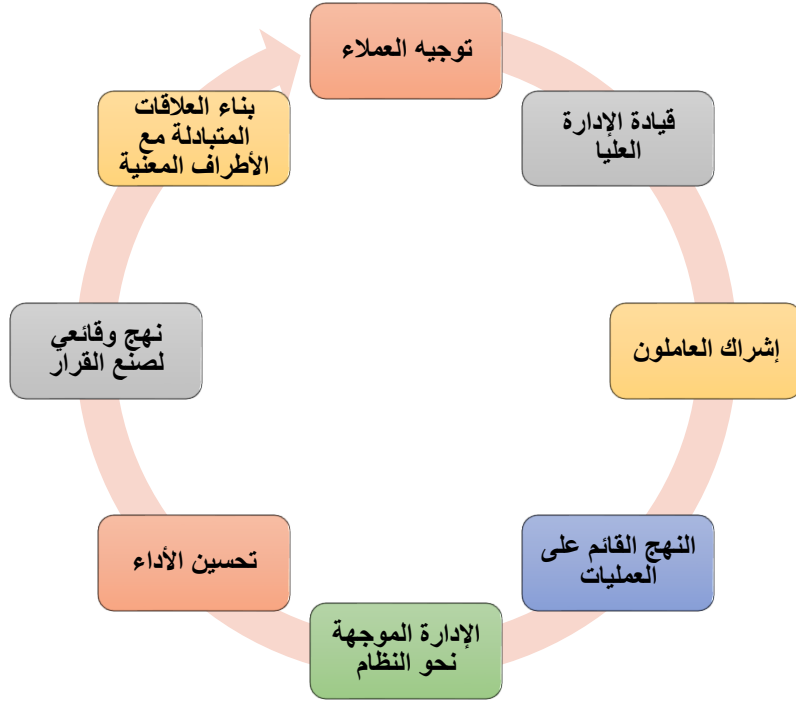 توجيه العملاء
قيادة الإدارة
العليا
إشراك العاملون
النهج القائم على
العمليات
الإدارة الموجهة
نحو النظام
تحسين الأداء
نهج وقائعي
لصنع القرار
بناء العلاقات
المتبادلة مع
الأطراف المعنية